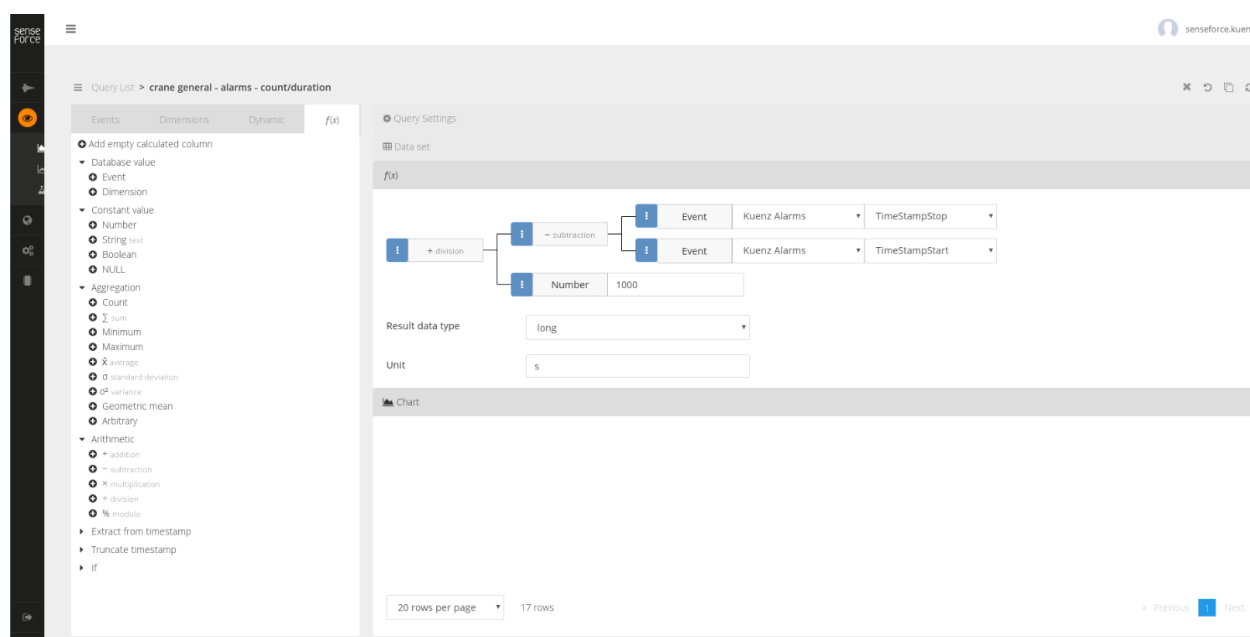 sense
Force
senseforce.kuen
Query List > crane general - alarms - count/duration
Events Dimensions Dynamic f(x)
Add empty calculated column
Database value
Event
Dimension
Constant value
Number
String text
Boolean
NULL
Aggregation
Count
∑ sum
Minimum
Maximum
x̄ average
σ standard deviation
σ² variance
Geometric mean
Arbitrary
Arithmetic
+ addition
− subtraction
× multiplication
÷ division
% modulo
Extract from timestamp
Truncate timestamp
If
Query Settings
Data set
f(x)
÷ division
− subtraction
Event Kuenz Alarms TimeStampStop
Event Kuenz Alarms TimeStampStart
Number 1000
Result data type long
Unit s
Chart
20 rows per page 17 rows
« Previous 1 Next